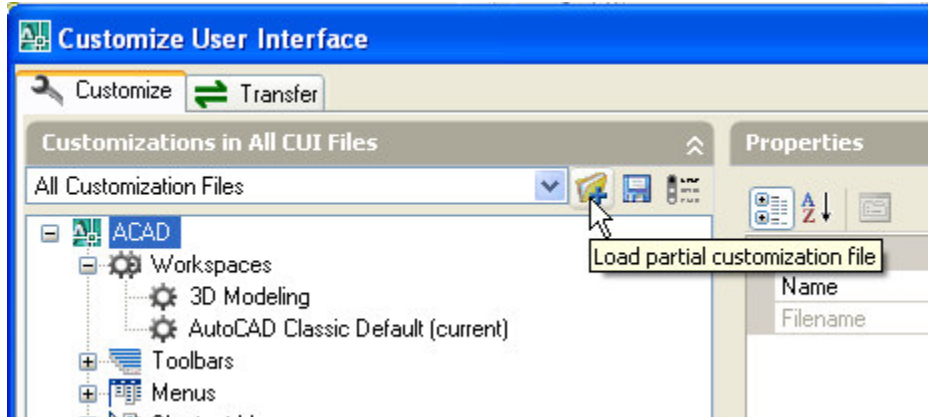 Customize User Interface
Customize
Transfer
Customizations in All CUI Files
Properties
All Customization Files
ACAD
Load partial customization file
Workspaces
Name
3D Modeling
Filename
AutoCAD Classic Default (current)
Toolbars
Menus